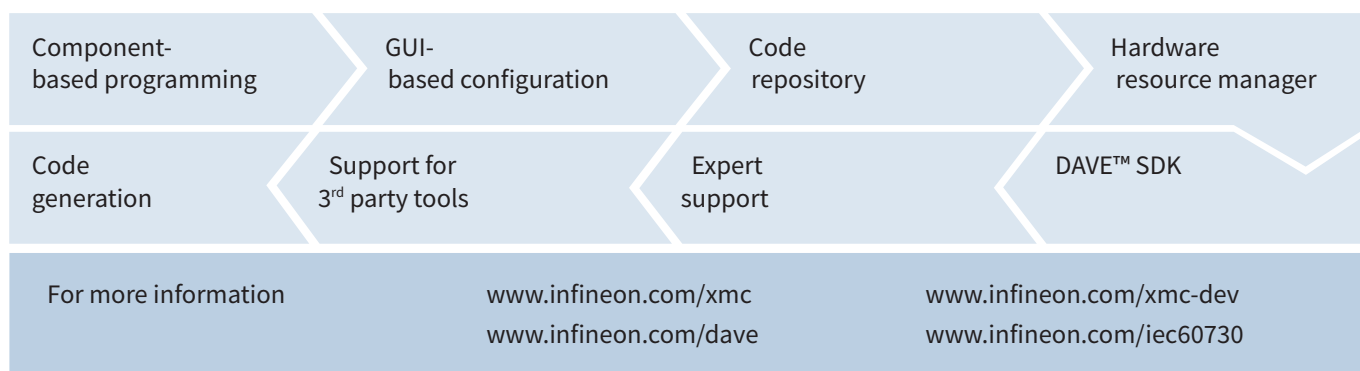 Component-
based programming
GUI-
based configuration
Code
repository
Hardware
resource manager
Code
generation
Support for
3rd party tools
Expert
support
DAVE™ SDK
For more information
www.infineon.com/xmc
www.infineon.com/xmc-dev
www.infineon.com/dave
www.infineon.com/iec60730